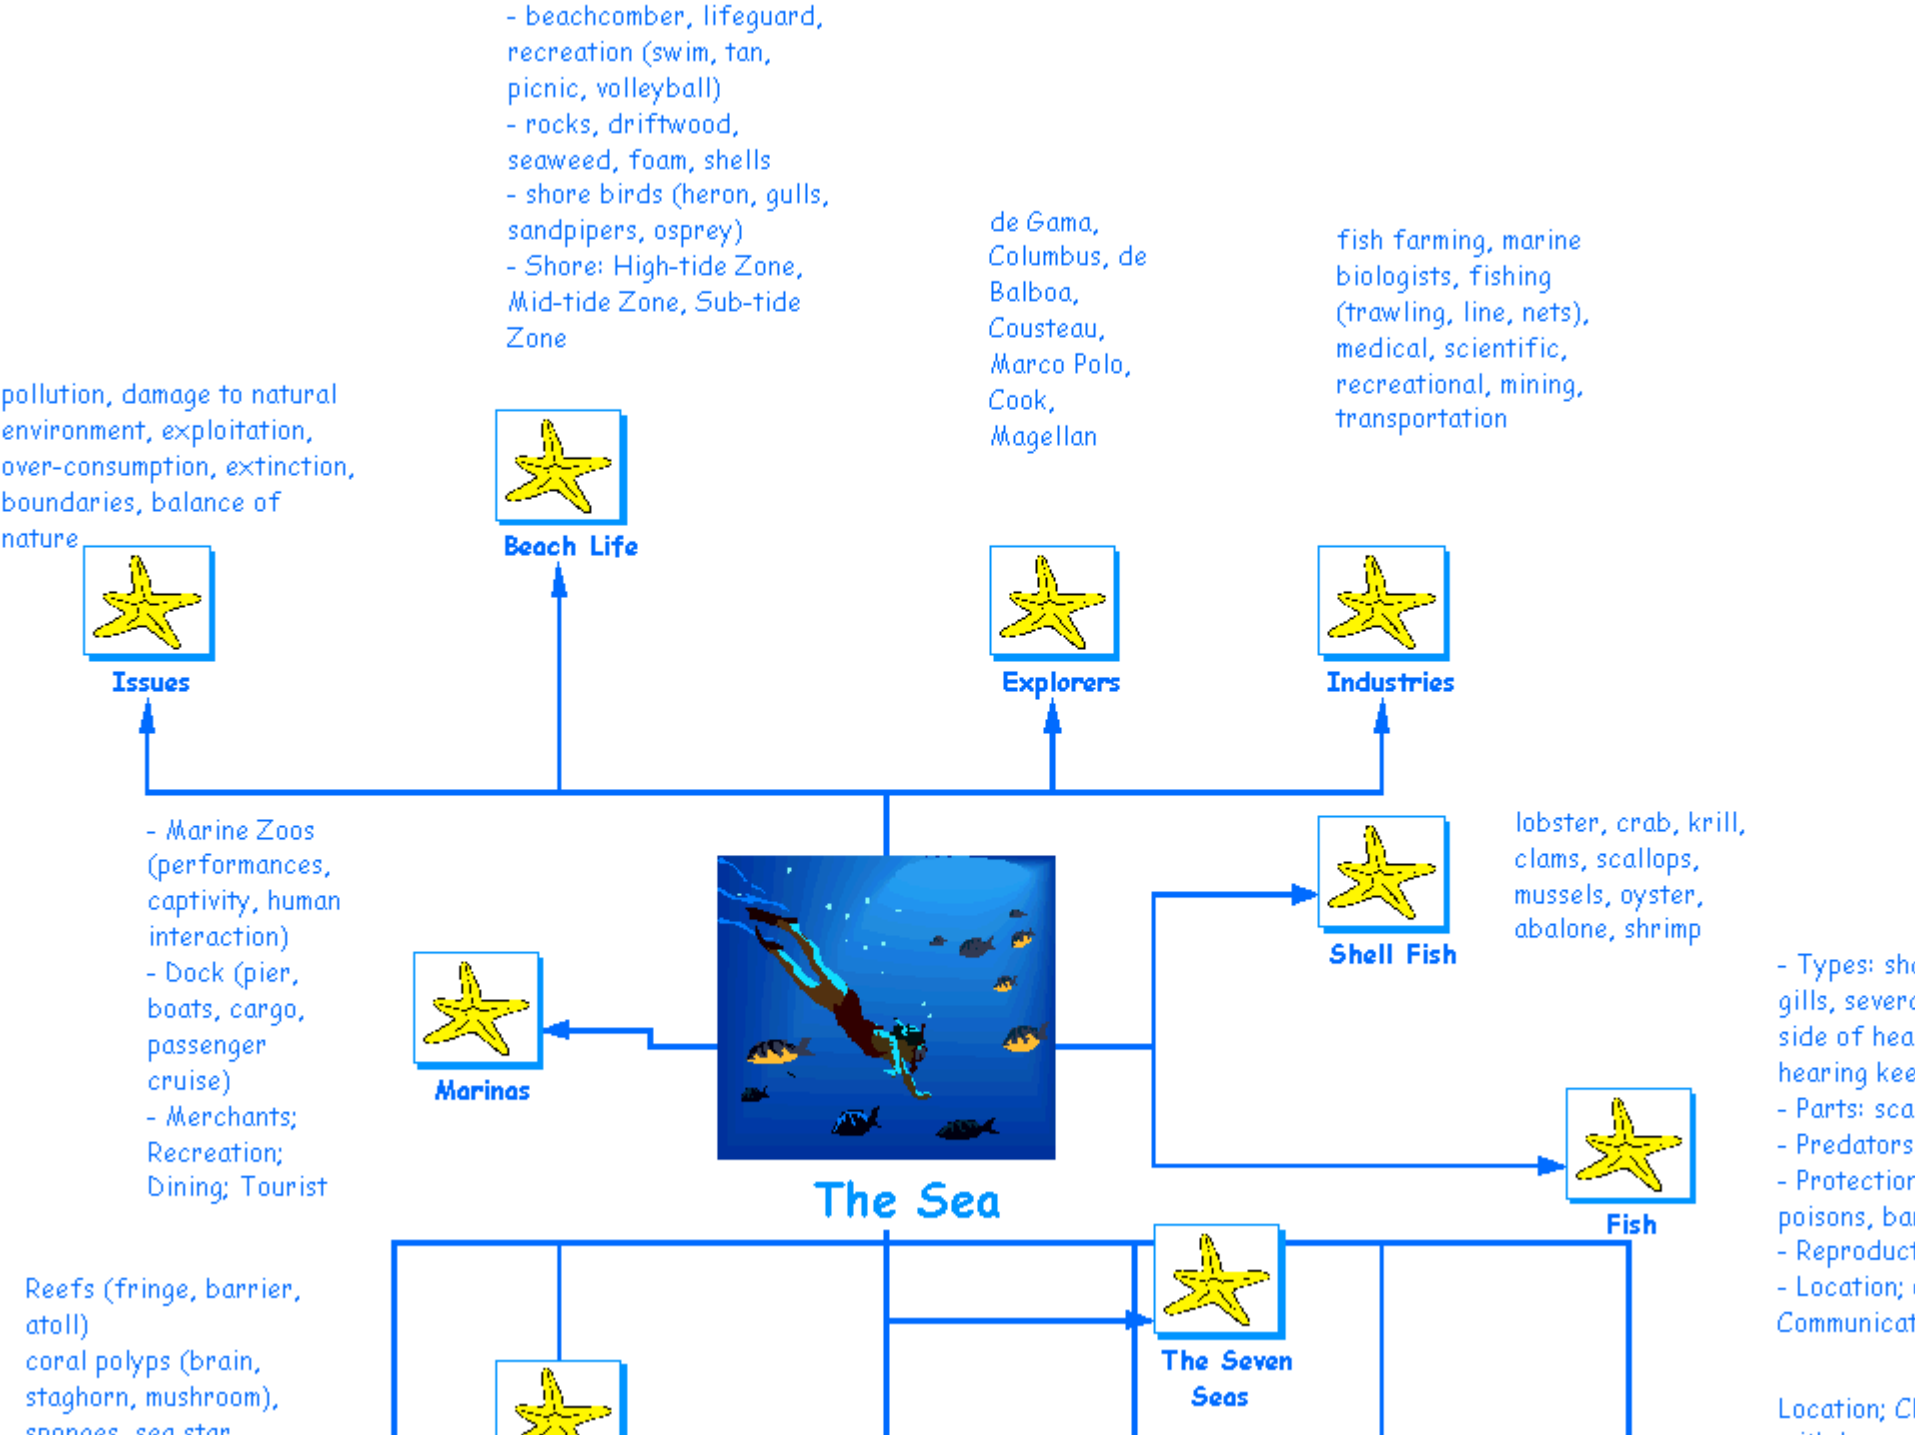 - beachcomber, lifeguard,
recreation (swim, tan,
picnic, volleyball)
- rocks, driftwood,
seaweed, foam, shells
- shore birds (heron, gulls,
sandpipers, osprey)
- Shore: High-tide Zone,
Mid-tide Zone, Sub-tide
Zone
de Gama,
Columbus, de
Balboa,
Cousteau,
Marco Polo,
Cook,
Magellan
fish farming, marine
biologists, fishing
(trawling, line, nets),
medical, scientific,
recreational, mining,
transportation
pollution, damage to natural
environment, exploitation,
over-consumption, extinction,
boundaries, balance of
nature
Beach Life
Issues
Explorers
Industries
- Marine Zoos
(performances,
captivity, human
interaction)
- Dock (pier,
boats, cargo,
passenger
cruise)
- Merchants;
Recreation;
Dining; Tourist
Marinas
The Sea
lobster, crab, krill,
clams, scallops,
mussels, oyster,
abalone, shrimp
Shell Fish
- Types:
gills,
side of
hearing
- Parts:
- Predators
-
poisons,
-
- Location;
Fish
The Seven
Seas
Reefs (fringe, barrier,
atoll)
coral polyps (brain,
staghorn, mushroom),
sponges, sea star
Location;